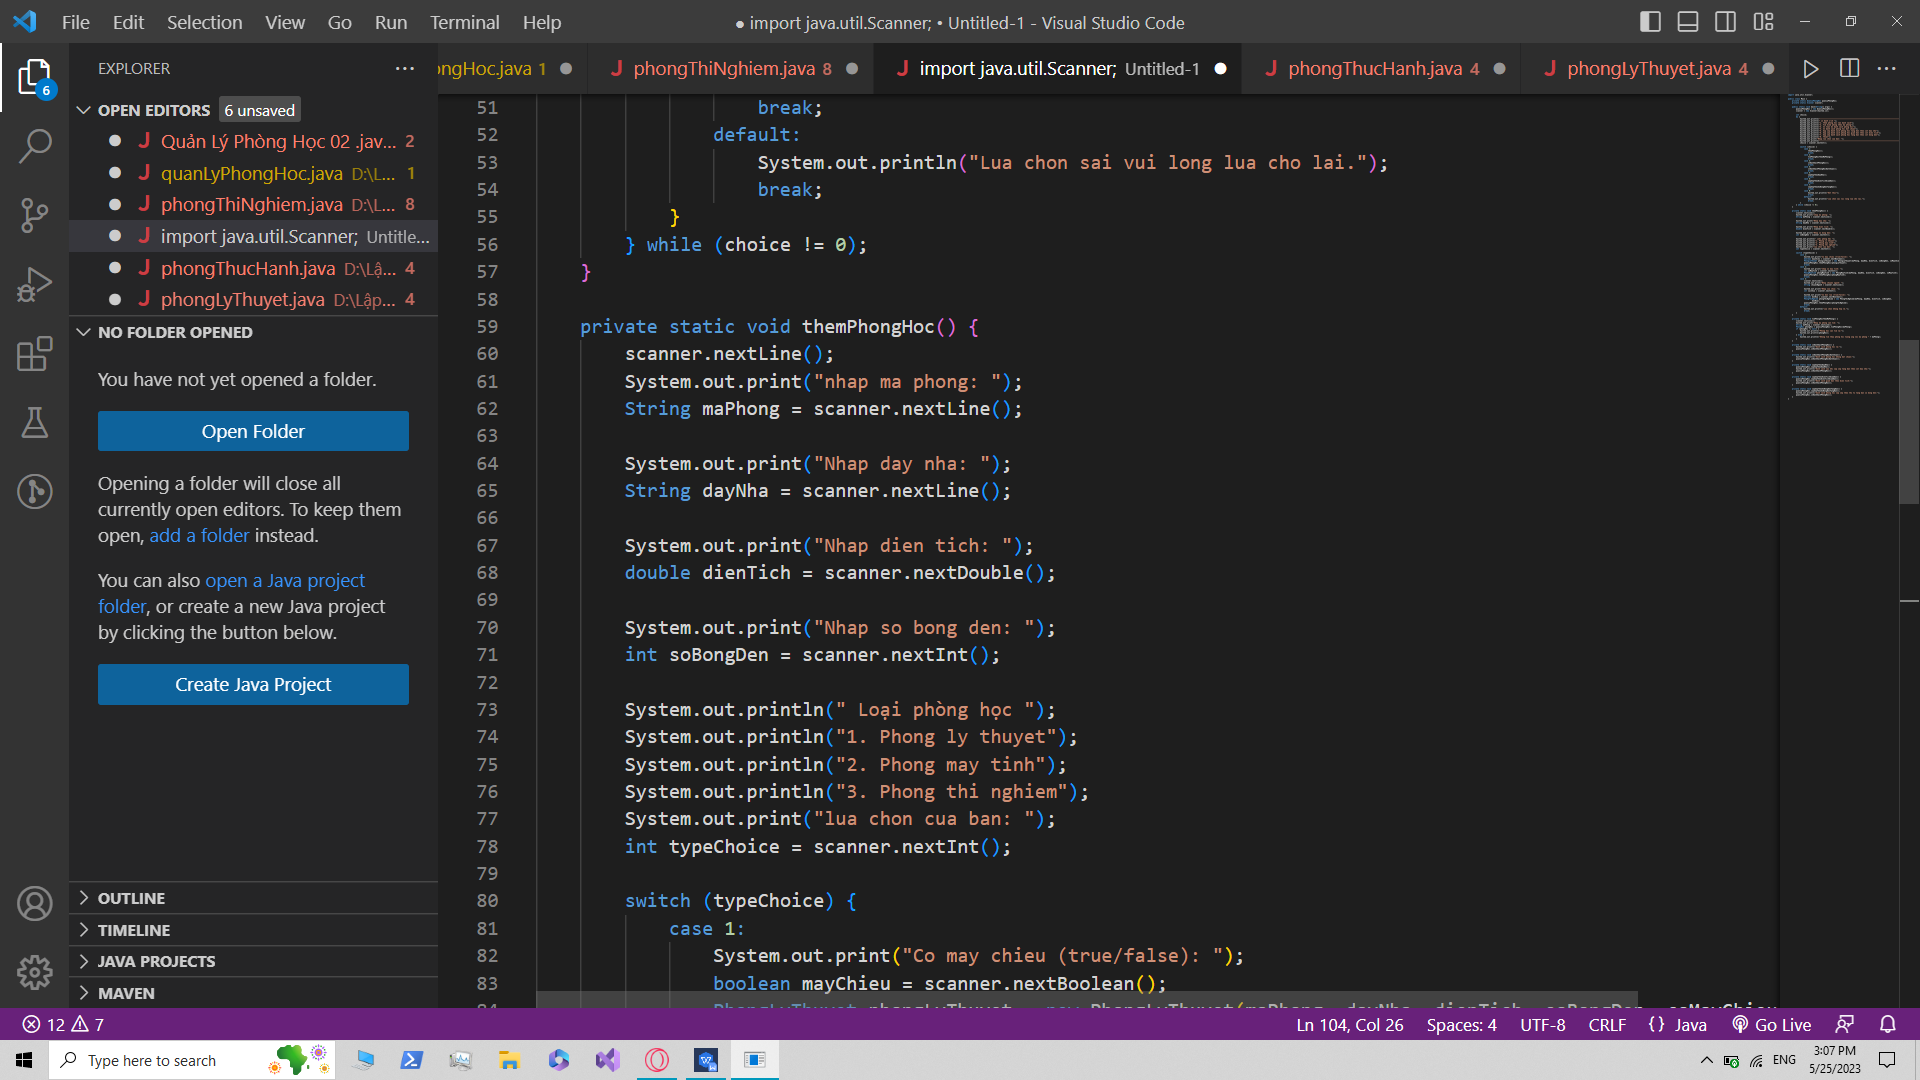 File Edit Selection View Go Run Terminal Help
● import java.util.Scanner; • Untitled-1 - Visual Studio Code
EXPLORER
OPEN EDITORS 6 unsaved
Quản Lý Phòng Học 02 .jav... 2
quanLyPhongHoc.java D:\L... 1
phongThiNghiem.java D:\L... 8
import java.util.Scanner; Untitle...
phongThucHanh.java D:\Lậ... 4
phongLyThuyet.java D:\Lập... 4
NO FOLDER OPENED
You have not yet opened a folder.
Open Folder
Opening a folder will close all
currently open editors. To keep them
open, add a folder instead.
You can also open a Java project
folder, or create a new Java project
by clicking the button below.
Create Java Project
OUTLINE
TIMELINE
JAVA PROJECTS
MAVEN
6
ngHoc.java 1 phongThiNghiem.java 8 import java.util.Scanner; Untitled-1 phongThucHanh.java 4 phongLyThuyet.java 4
51 break;
52 default:
53 System.out.println("Lua chon sai vui long lua cho lai.");
54 break;
55 }
56 } while (choice != 0);
57 }
58
59 private static void themPhongHoc() {
60 scanner.nextLine();
61 System.out.print("nhap ma phong: ");
62 String maPhong = scanner.nextLine();
63
64 System.out.print("Nhap day nha: ");
65 String dayNha = scanner.nextLine();
66
67 System.out.print("Nhap dien tich: ");
68 double dienTich = scanner.nextDouble();
69
70 System.out.print("Nhap so bong den: ");
71 int soBongDen = scanner.nextInt();
72
73 System.out.println(" Loại phòng học ");
74 System.out.println("1. Phong ly thuyet");
75 System.out.println("2. Phong may tinh");
76 System.out.println("3. Phong thi nghiem");
77 System.out.print("lua chon cua ban: ");
78 int typeChoice = scanner.nextInt();
79
80 switch (typeChoice) {
81 case 1:
82 System.out.print("Co may chieu (true/false): ");
83 boolean mayChieu = scanner.nextBoolean();
12 7
Ln 104, Col 26 Spaces: 4 UTF-8 CRLF {} Java Go Live
Type here to search
ENG
3:07 PM
5/25/2023